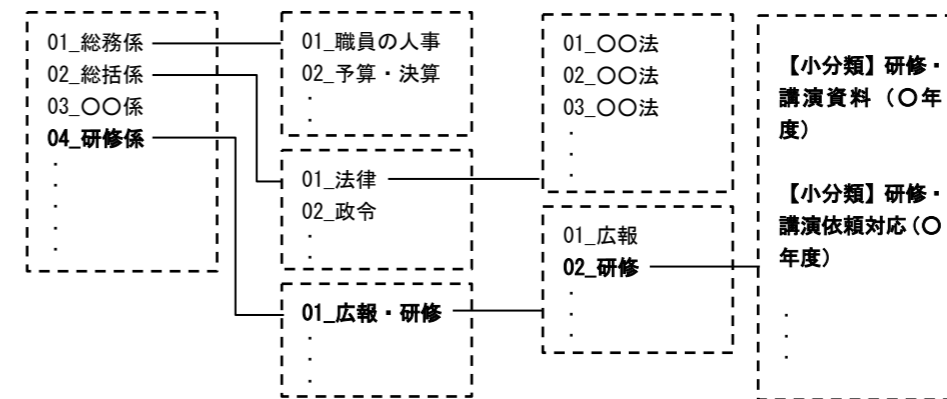 01_総務係
02_総括係
03_〇〇係
04_研修係
.
.
.
.
01_職員の人事
02_予算・決算
.
.
01_法律
02_政令
.
.
01_広報・研修
.
.
.
01_〇〇法
02_〇〇法
03_〇〇法
.
.
.
01_広報
02_研修
.
.
.
【小分類】研修・
講演資料（〇年
度）
【小分類】研修・
講演依頼対応（〇
年度）
.
.
.